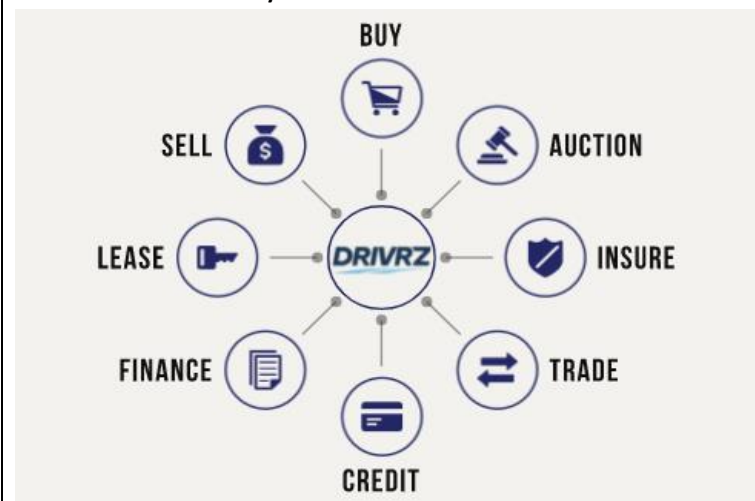 BUY
SELL
$
AUCTION
LEASE
DRIVRZ
INSURE
FINANCE
TRADE
CREDIT